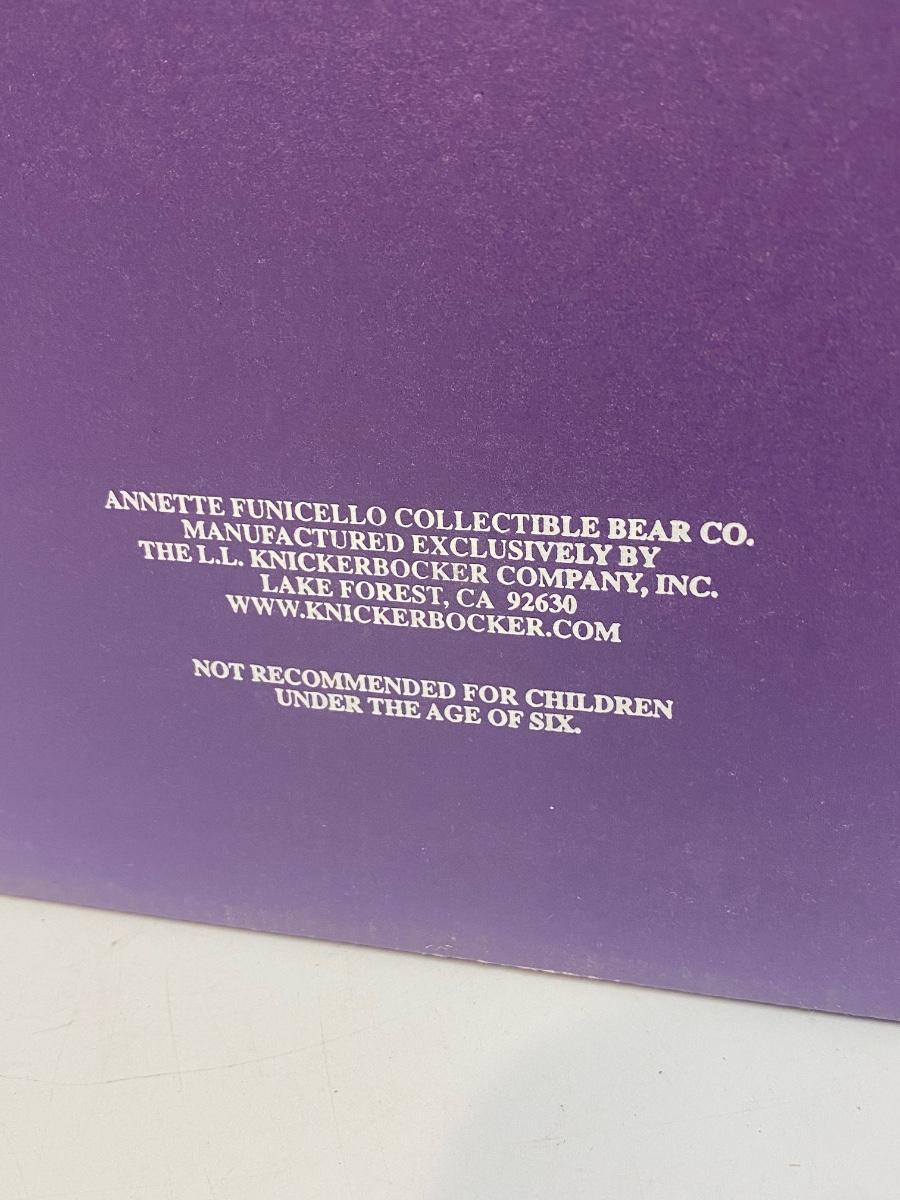 ANNETTE FUNICELLO COLLECTIBLE BEAR CO.
MANUFACTURED EXCLUSIVELY BY
THE L.L. KNICKERBOCKER COMPANY, INC.
LAKE FOREST, CA 92630
WWW.KNICKERBOCKER.COM
NOT RECOMMENDED FOR CHILDREN
UNDER THE AGE OF SIX.